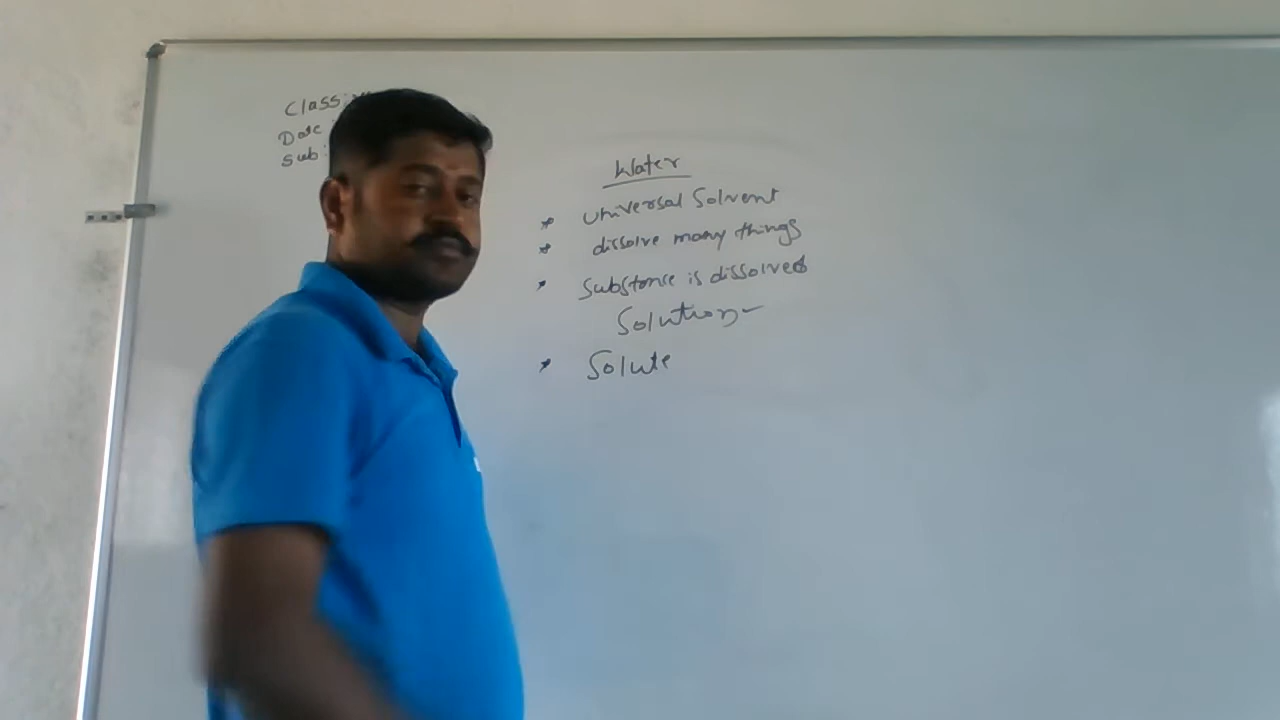 Class:
Date
Sub:
Water
* Universal Solvent
* dissolve many things
* Substance is dissolved
Solution-
* Solute